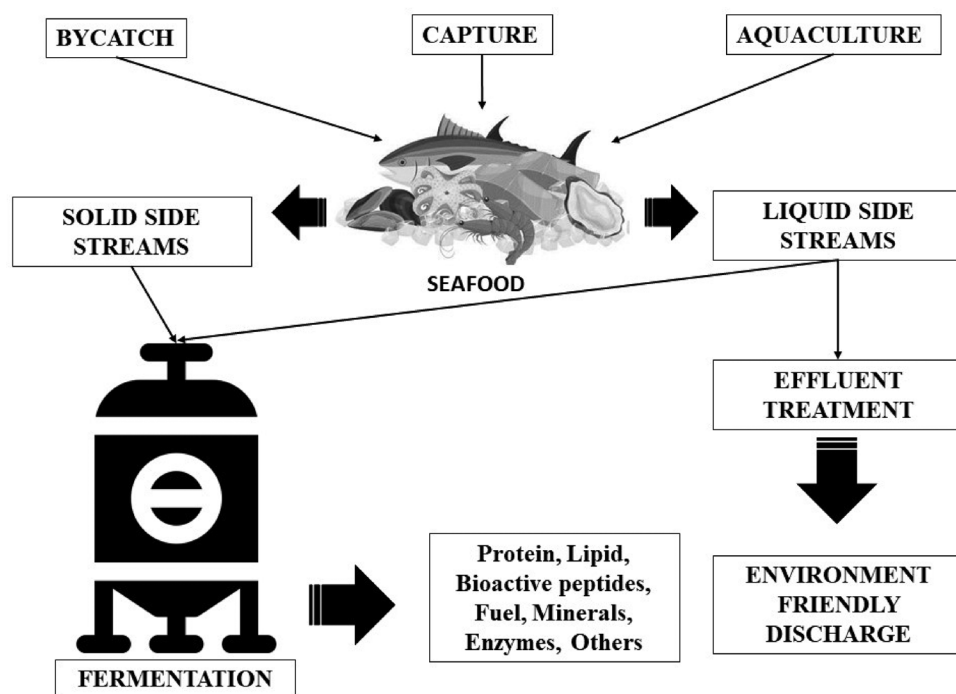 BYCATCH
CAPTURE
AQUACULTURE
SOLID SIDE
STREAMS
LIQUID SIDE
STREAMS
SEAFOOD
EFFLUENT
TREATMENT
Protein, Lipid,
Bioactive peptides,
Fuel, Minerals,
Enzymes, Others
ENVIRONMENT
FRIENDLY
DISCHARGE
FERMENTATION